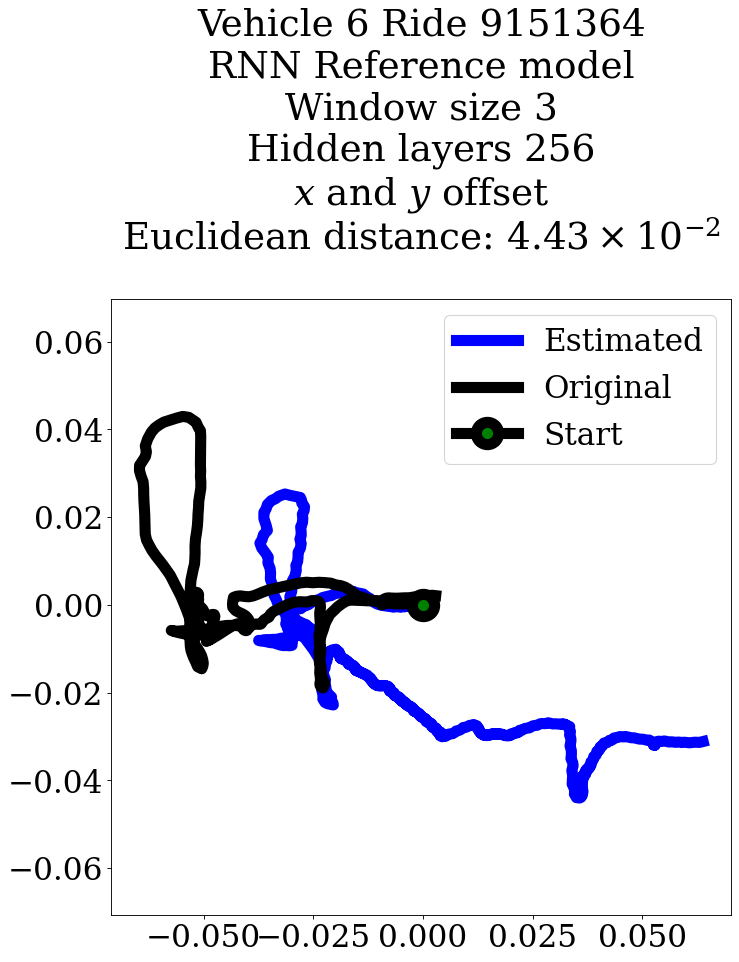 Vehicle 6 Ride 9151364
RNN Reference model
Window size 3
Hidden layers 256
x and y offset
Euclidean distance: 4.43 × 10⁻²
Estimated
Original
Start
0.06
0.04
0.02
0.00
−0.02
−0.04
−0.06
−0.050 −0.025 0.000 0.025 0.050